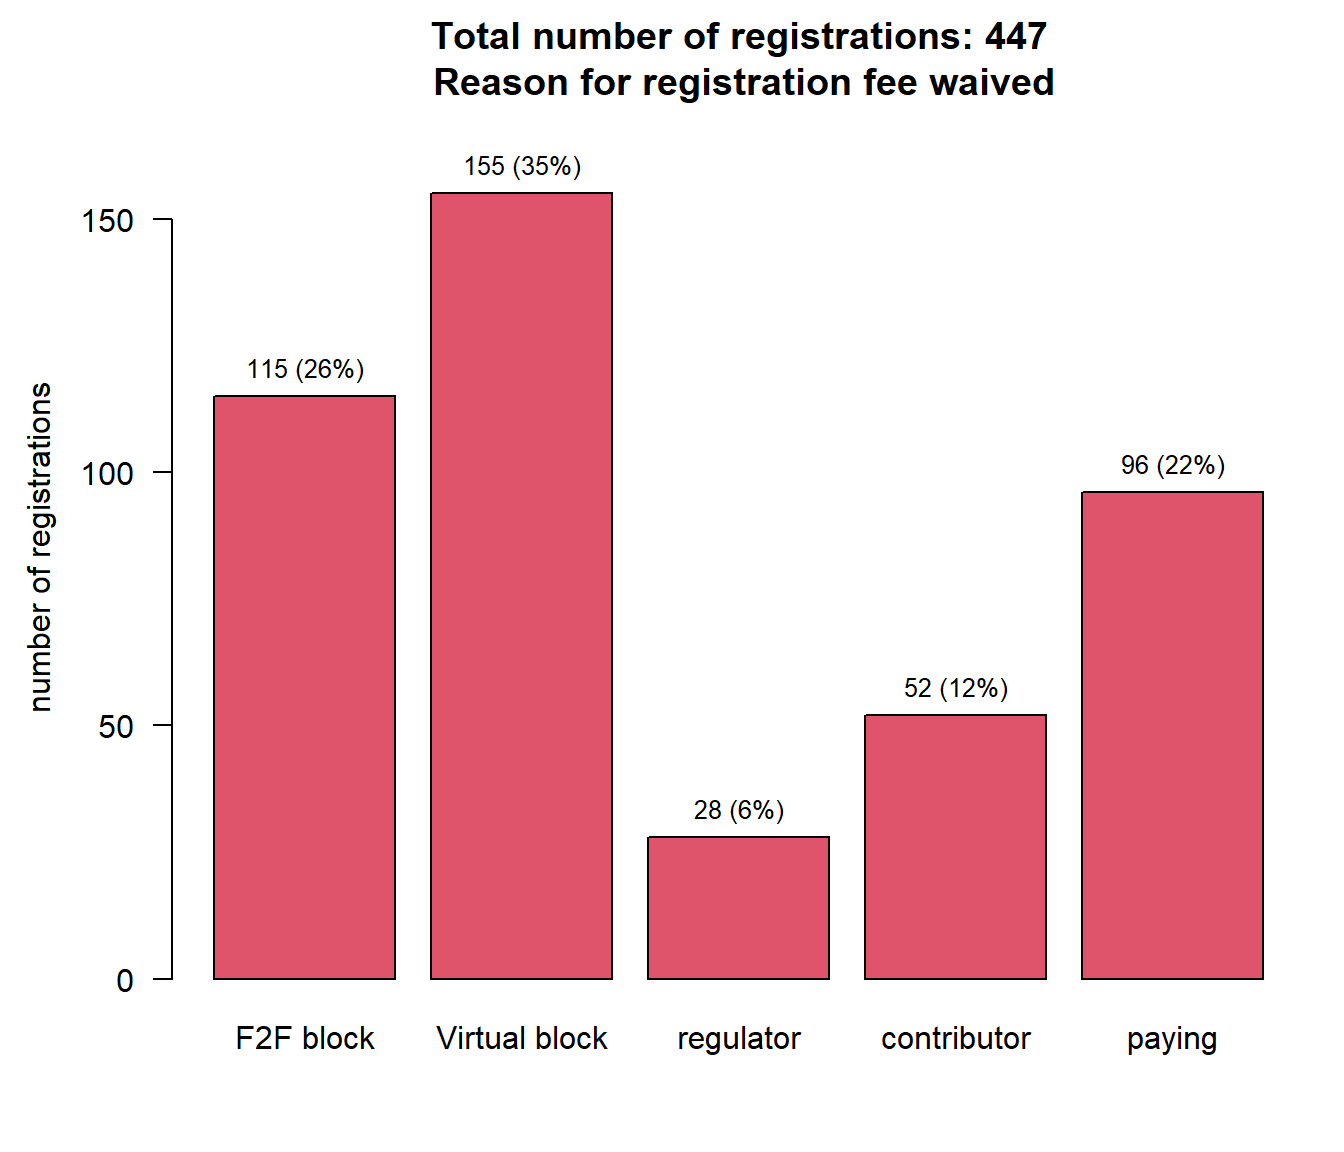 Total number of registrations: 447
Reason for registration fee waived
155 (35%)
150
115 (26%)
100
96 (22%)
number of registrations
52 (12%)
50
28 (6%)
0
F2F block
Virtual block
regulator
contributor
paying